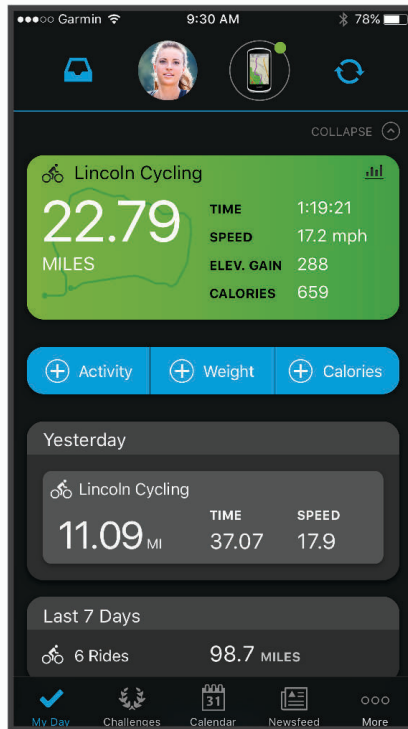 Garmin 9:30 AM 78%
COLLAPSE
Lincoln Cycling
22.79
MILES
TIME 1:19:21
SPEED 17.2 mph
ELEV. GAIN 288
CALORIES 659
Activity Weight Calories
Yesterday
Lincoln Cycling
11.09 MI
TIME SPEED
37.07 17.9
Last 7 Days
6 Rides 98.7 MILES
31
My Day Challenges Calendar Newsfeed More